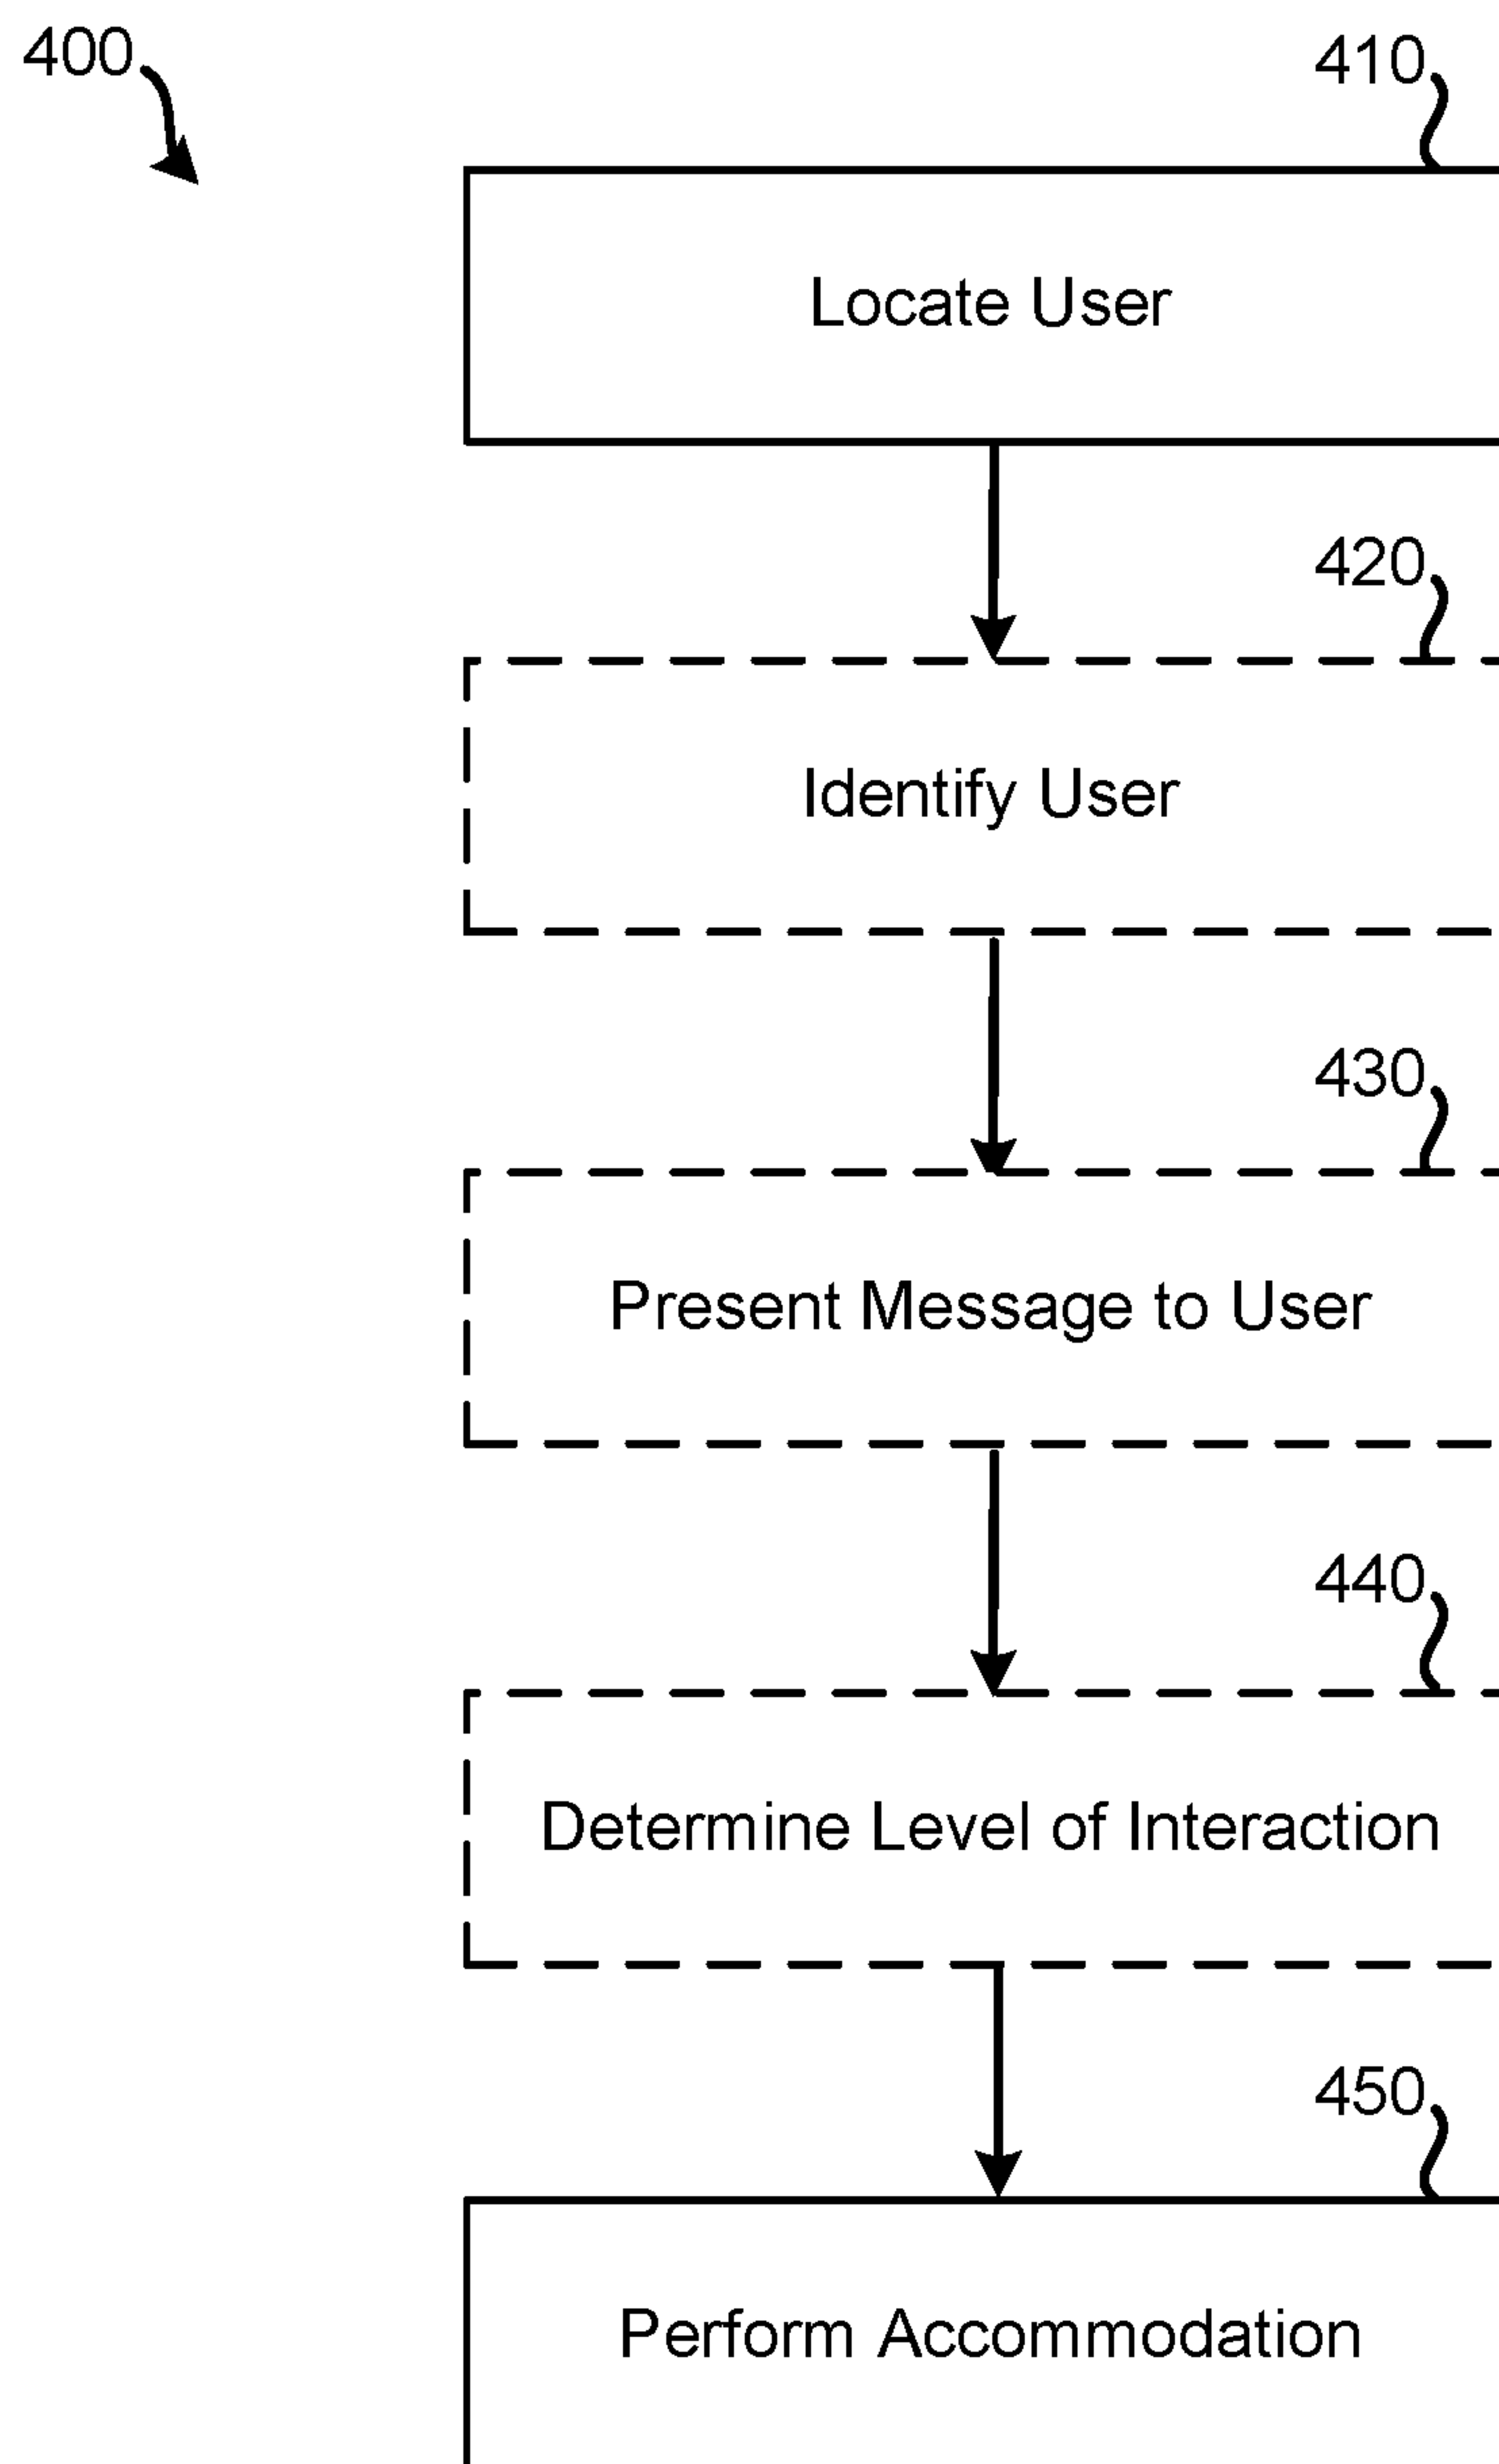 400
410
Locate User
420
Identify User
430
Present Message to User
440
Determine Level of Interaction
450
Perform Accommodation